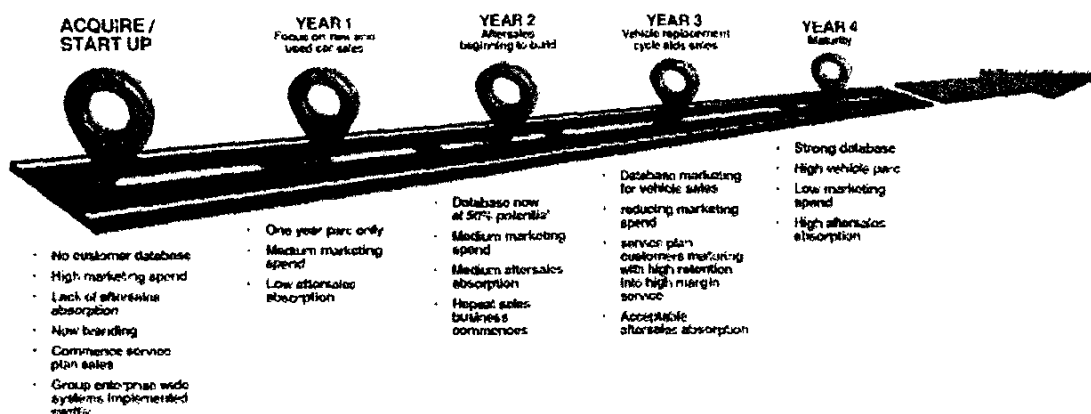 ACQUIRE /
START UP
YEAR 1
Focus on new and
used car sales
YEAR 2
Aftersales
beginning to build
YEAR 3
Vehicle replacement
cycle aids sales
YEAR 4
Maturity
· No customer database
· High marketing spend
· Lack of aftersales
absorption
· New branding
· Commence service
plan sales
· Group enterprise wide
systems implemented
· One year parc only
· Medium marketing
spend
· Low aftersales
absorption
· Database now
at 50% potential
· Medium marketing
spend
· Medium aftersales
absorption
· Repeat sales
business
commences
· Database marketing
for vehicle sales
· reducing marketing
spend
· service plan
customers maturing
with high retention
into high margin
service
· Acceptable
aftersales absorption
· Strong database
· High vehicle parc
· Low marketing
spend
· High aftersales
absorption